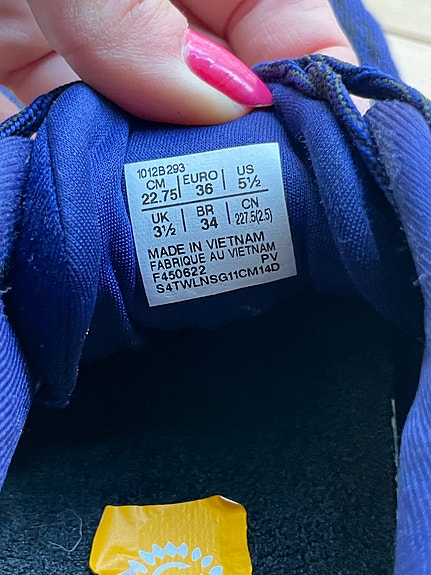 1012B293
CM EURO US
22.75 36 5½
UK BR CN
3½ 34 227.5(2.5)
MADE IN VIETNAM
FABRIQUE AU VIETNAM
F450622 PV
S4TWLNSG11CM14D